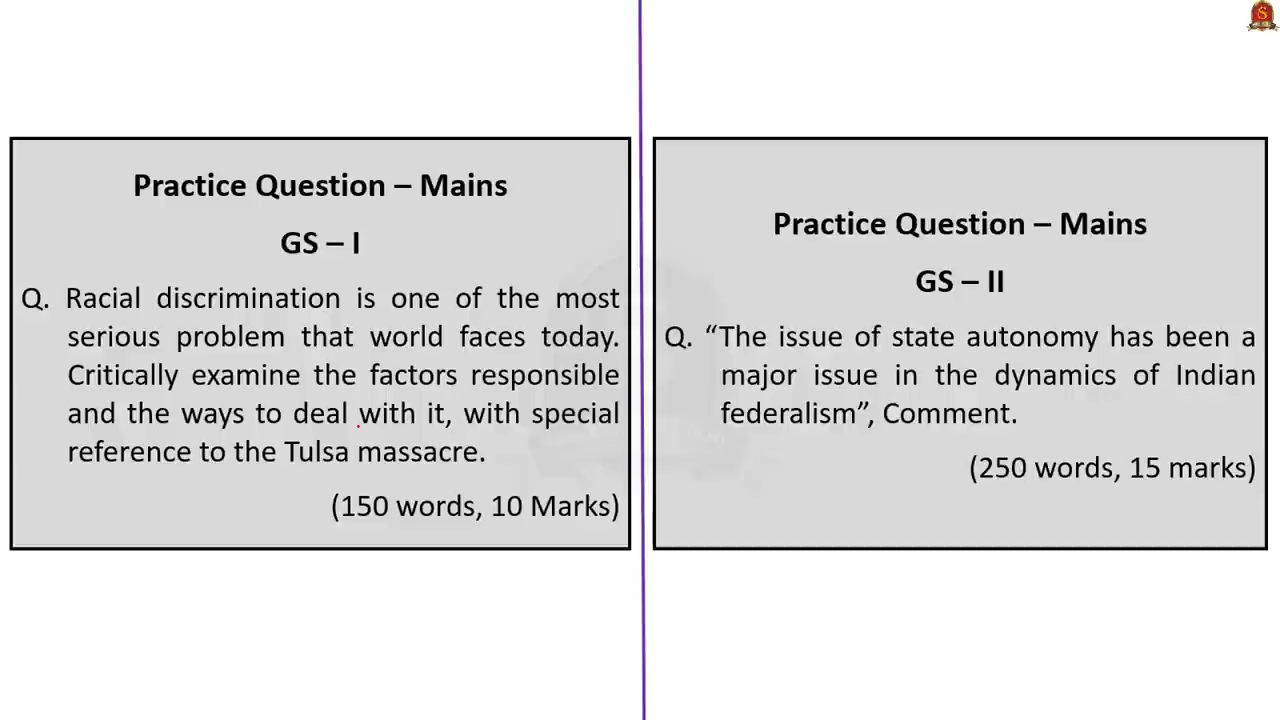 Practice Question – Mains
GS – I
Q. Racial discrimination is one of the most
serious problem that world faces today.
Critically examine the factors responsible
and the ways to deal with it, with special
reference to the Tulsa massacre.
(150 words, 10 Marks)
Practice Question – Mains
GS – II
Q. “The issue of state autonomy has been a
major issue in the dynamics of Indian
federalism”, Comment.
(250 words, 15 marks)